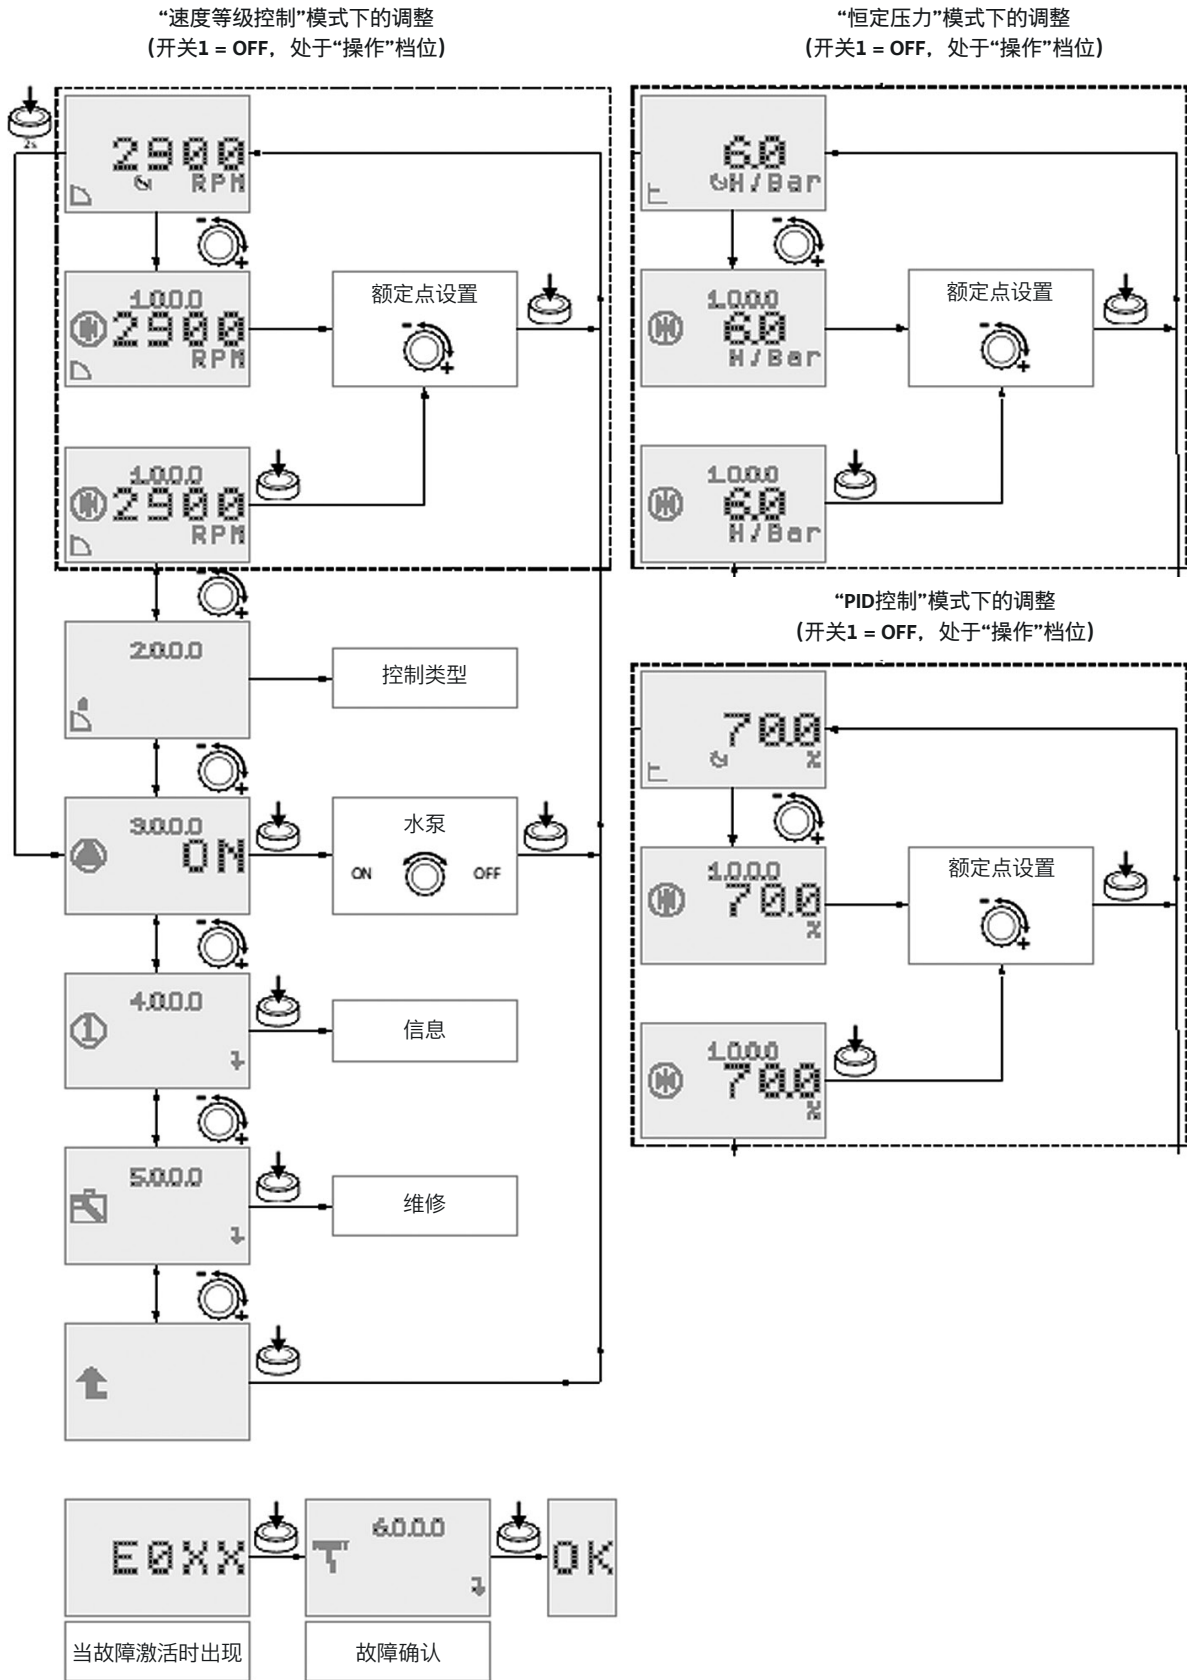 “速度等级控制”模式下的调整
(开关1 = OFF，处于“操作”档位)
2s
2900
RPM
1.0.0.0
2900
RPM
额定点设置
- +
1.0.0.0
2900
RPM
2.0.0.0
控制类型
3.0.0.0
ON
水泵
ON OFF
4.0.0.0
1
信息
5.0.0.0
维修
E0XX
6.0.0.0
OK
当故障激活时出现
故障确认
“恒定压力”模式下的调整
(开关1 = OFF，处于“操作”档位)
6.0
H/Bar
1.0.0.0
6.0
H/Bar
额定点设置
- +
1.0.0.0
6.0
H/Bar
“PID控制”模式下的调整
(开关1 = OFF，处于“操作”档位)
70.0
%
1.0.0.0
70.0
%
额定点设置
- +
1.0.0.0
70.0
%